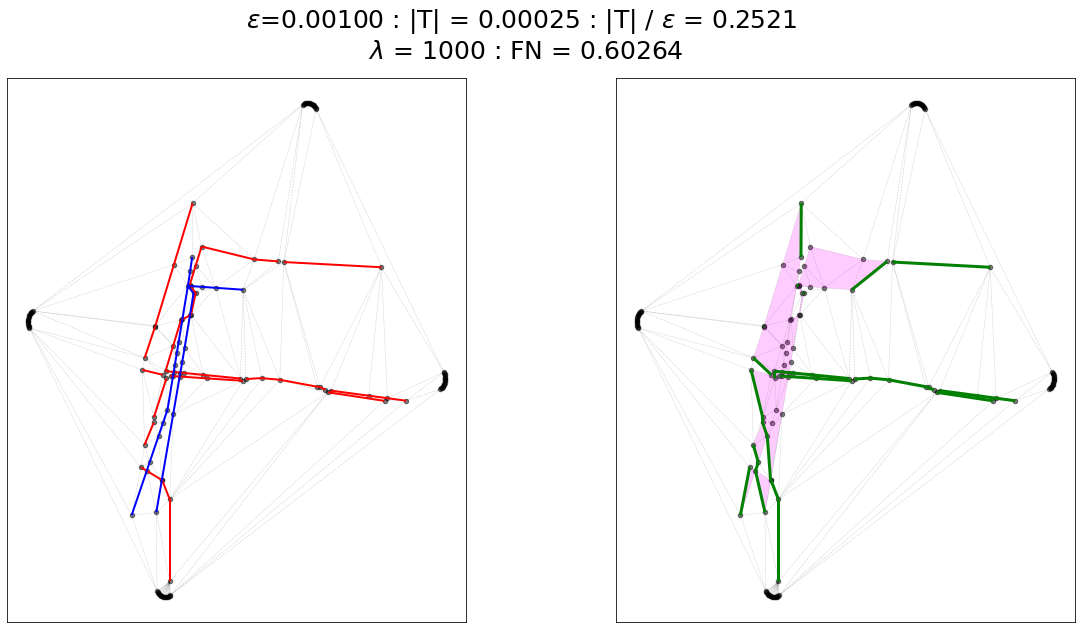 ε=0.00100 : |T| = 0.00025 : |T| / ε = 0.2521
λ = 1000 : FN = 0.60264